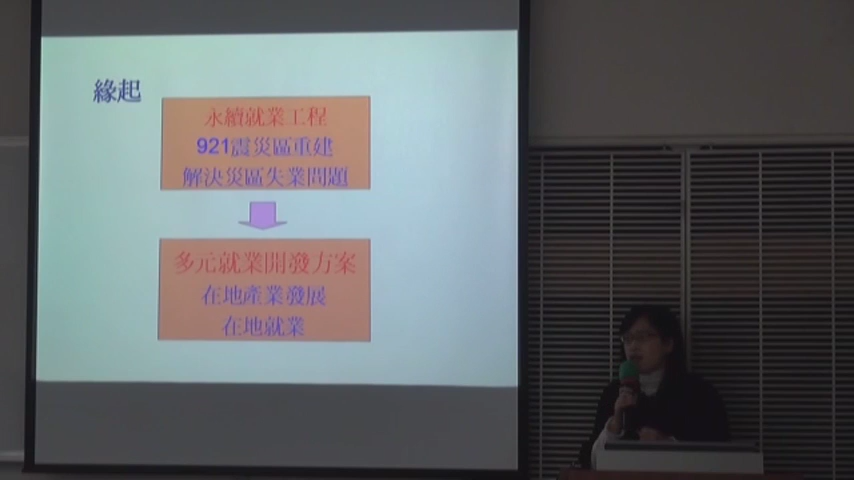 緣起
永續就業工程
921震災區重建
解決災區失業問題
多元就業開發方案
在地產業發展
在地就業